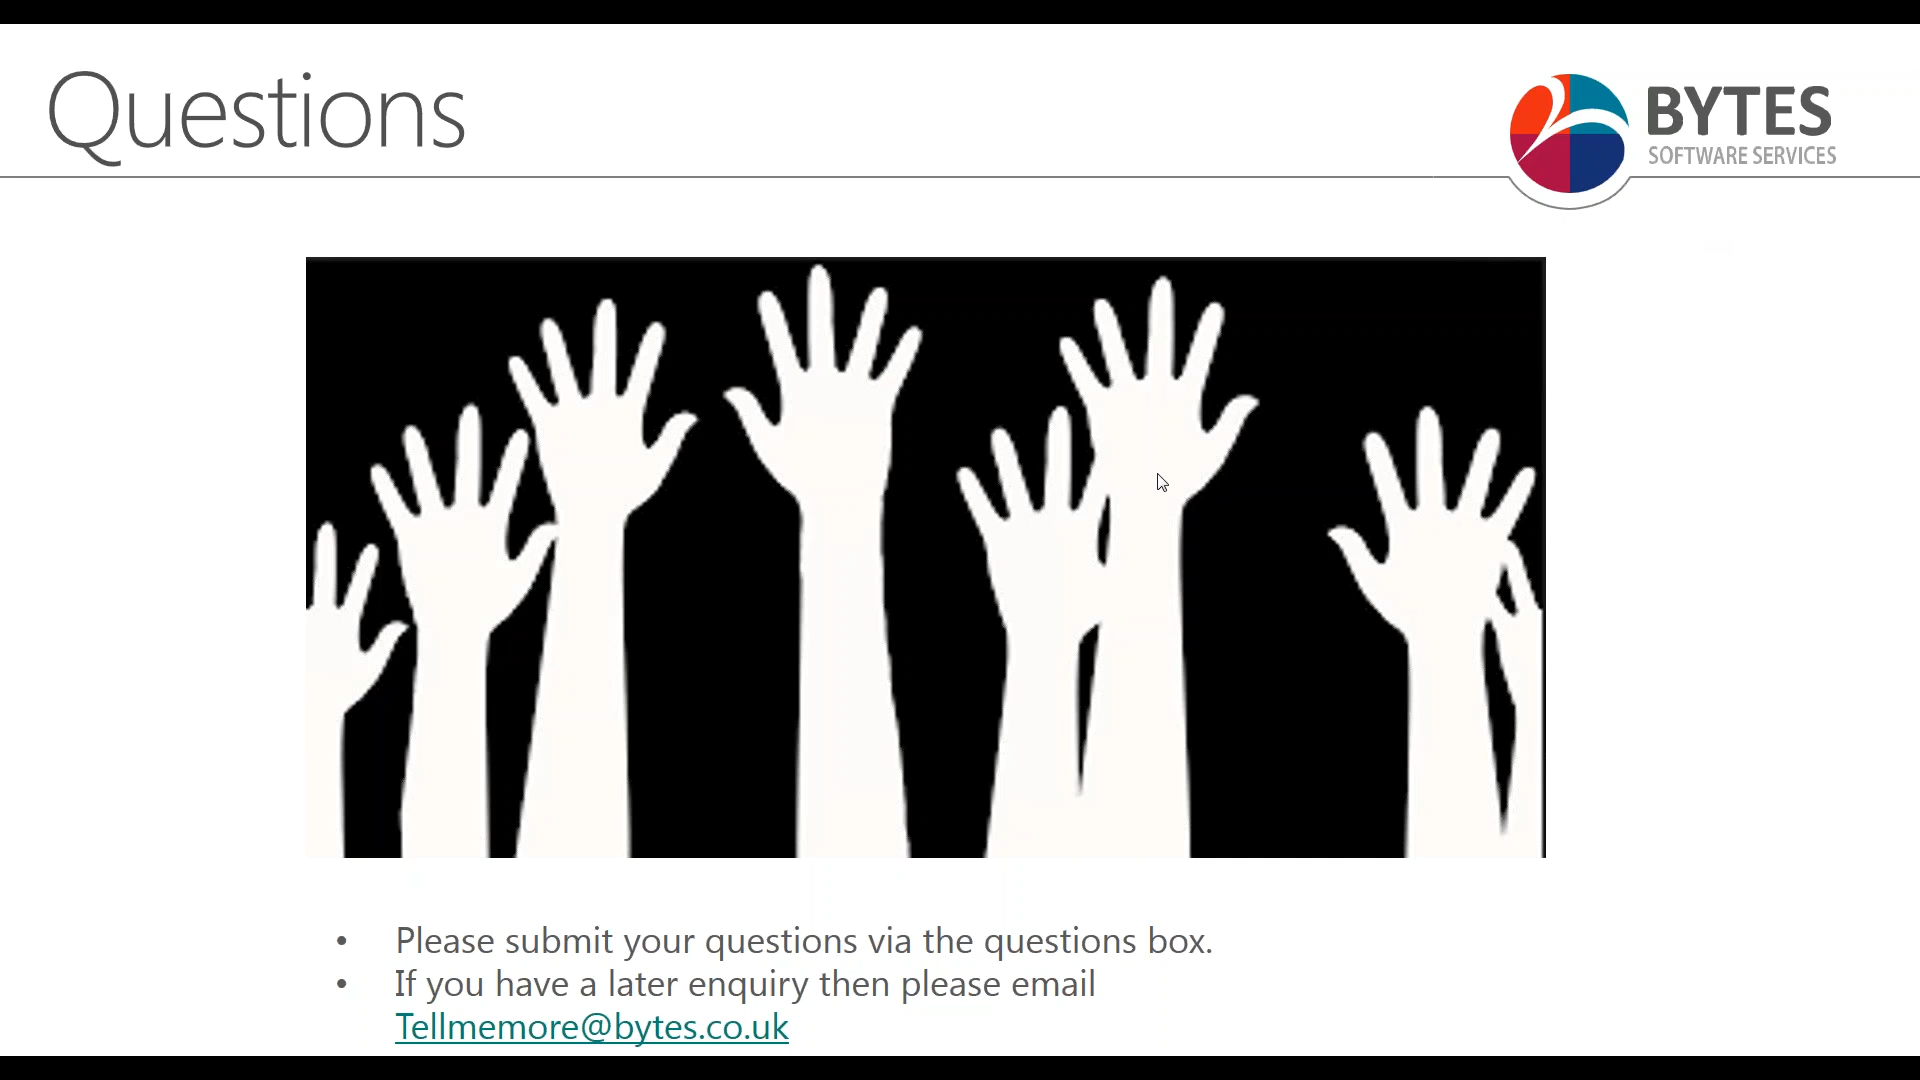 Questions
BYTES
SOFTWARE SERVICES
• Please submit your questions via the questions box.
• If you have a later enquiry then please email
Tellmemore@bytes.co.uk